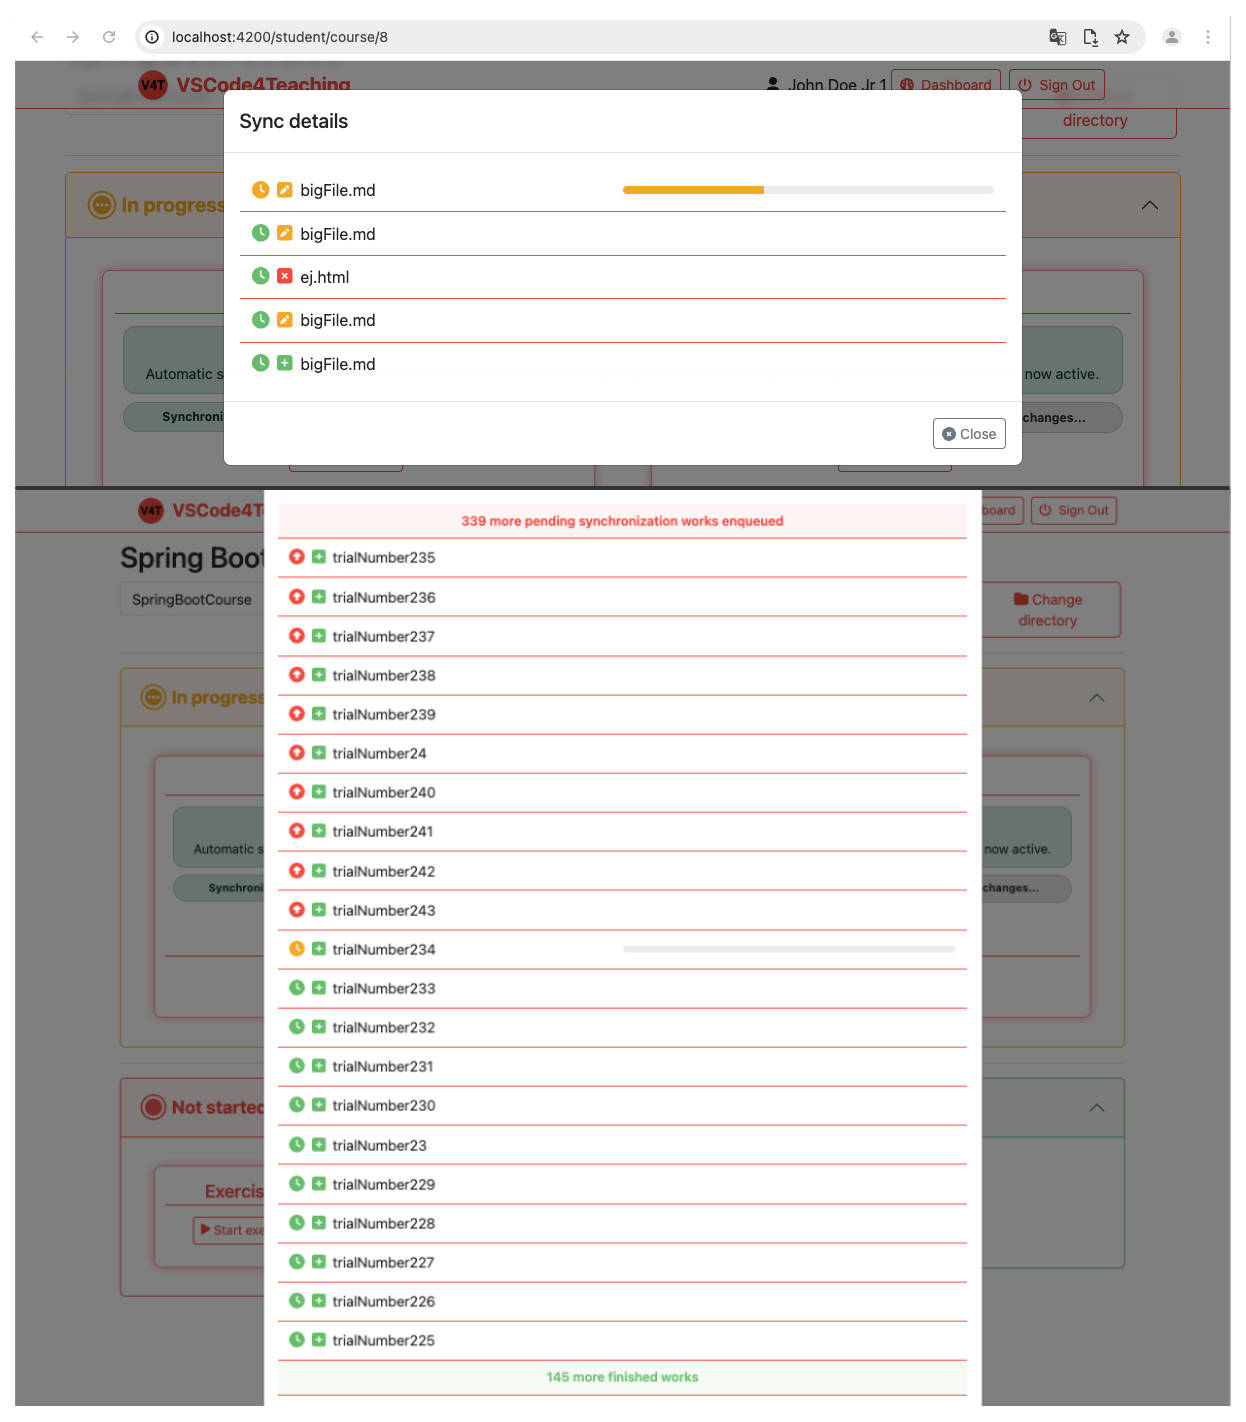 localhost:4200/student/course/8
V4T VSCode4Teaching
John Doe Jr 1
Dashboard
Sign Out
directory
Sync details
In progress
bigFile.md
bigFile.md
ej.html
bigFile.md
bigFile.md
Automatic s
now active.
Synchroni
changes...
Close
V4T VSCode4T
board
Sign Out
339 more pending synchronization works enqueued
Spring Boot
SpringBootCourse
Change
directory
In progress
Automatic s
now active.
Synchroni
changes...
Not started
Exercis
Start exe
trialNumber235
trialNumber236
trialNumber237
trialNumber238
trialNumber239
trialNumber24
trialNumber240
trialNumber241
trialNumber242
trialNumber243
trialNumber234
trialNumber233
trialNumber232
trialNumber231
trialNumber230
trialNumber23
trialNumber229
trialNumber228
trialNumber227
trialNumber226
trialNumber225
145 more finished works